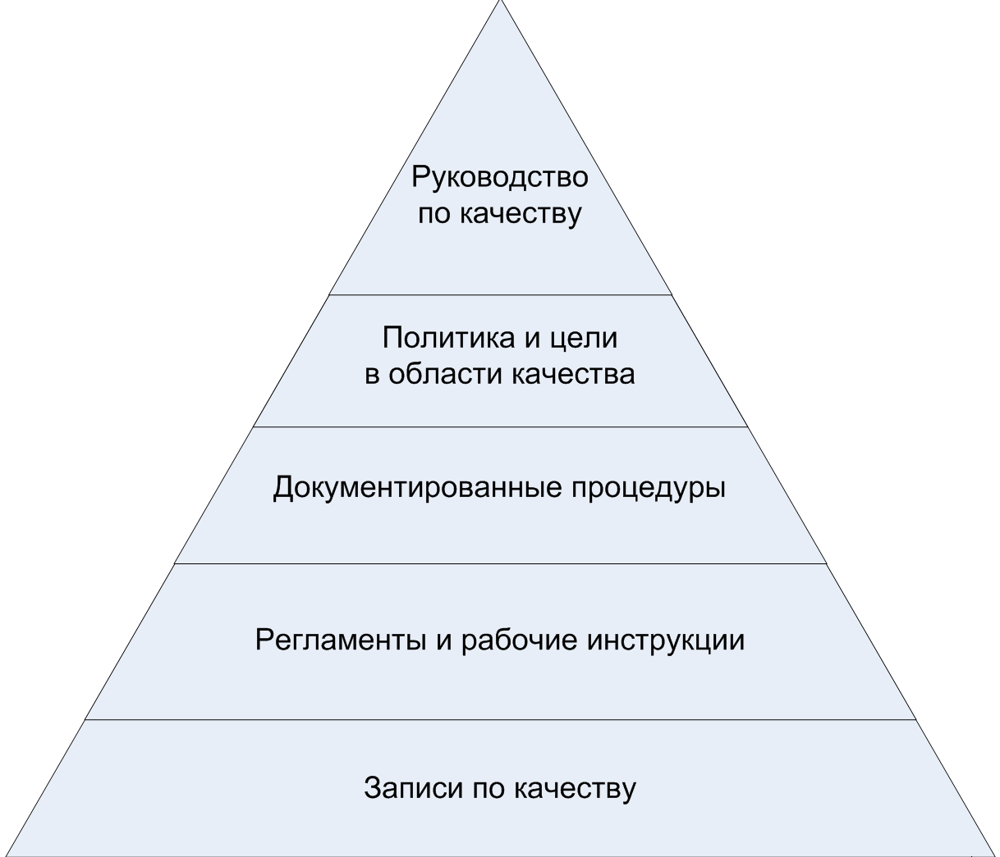 Руководство
по качеству
Политика и цели
в области качества
Документированные процедуры
Регламенты и рабочие инструкции
Записи по качеству